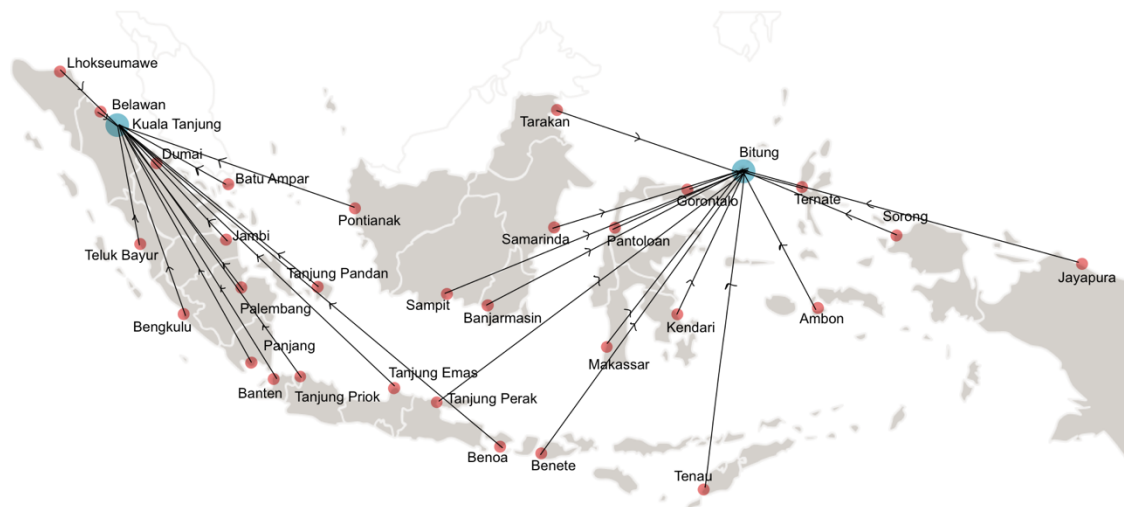 Lhokseumawe
Belawan
Kuala Tanjung
Tarakan
Bitung
Dumai
Batu Ampar
Gorontalo
Ternate
Pontianak
Sorong
Jambi
Samarinda
Pantoloan
Teluk Bayur
Tanjung Pandan
Jayapura
Sampit
Palembang
Banjarmasin
Ambon
Bengkulu
Kendari
Panjang
Makassar
Tanjung Emas
Banten
Tanjung Priok
Tanjung Perak
Benoa
Benete
Tenau